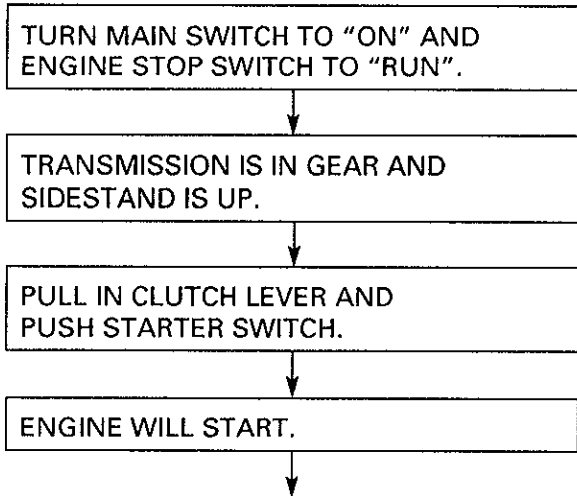 TURN MAIN SWITCH TO “ON” AND
ENGINE STOP SWITCH TO “RUN”.
TRANSMISSION IS IN GEAR AND
SIDESTAND IS UP.
PULL IN CLUTCH LEVER AND
PUSH STARTER SWITCH.
ENGINE WILL START.